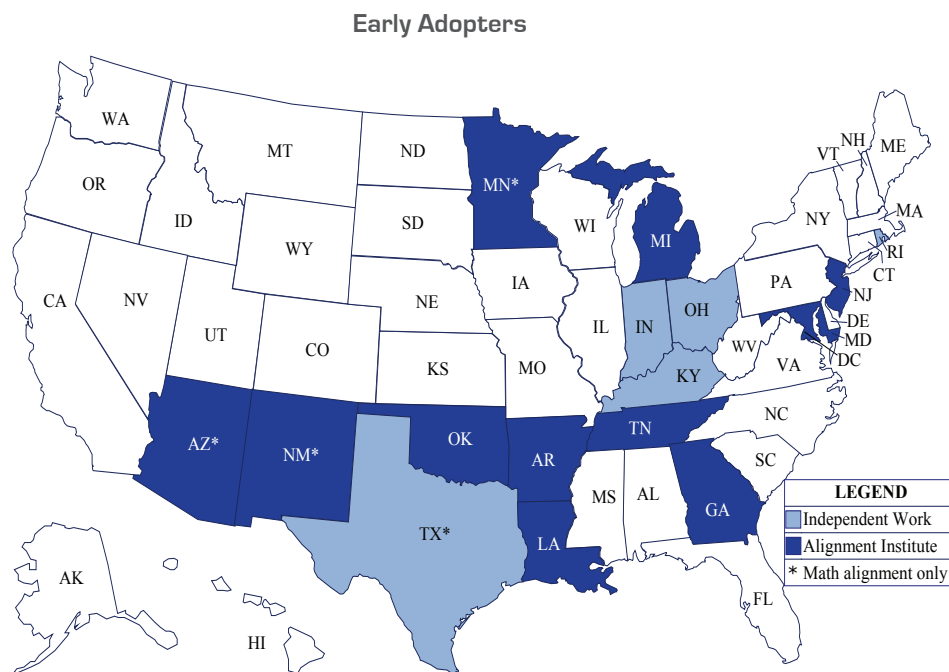 Early Adopters
WA
MT
ND
MN*
VT
NH
ME
OR
ID
SD
WI
NY
MA
WY
MI
RI
CT
CA
NV
UT
NE
IA
PA
NJ
IL
IN
OH
DE
MD
DC
CO
KS
MO
WV
VA
KY
NC
AZ*
NM*
OK
AR
TN
SC
MS
AL
GA
TX*
LA
FL
AK
HI
LEGEND
Independent Work
Alignment Institute
* Math alignment only